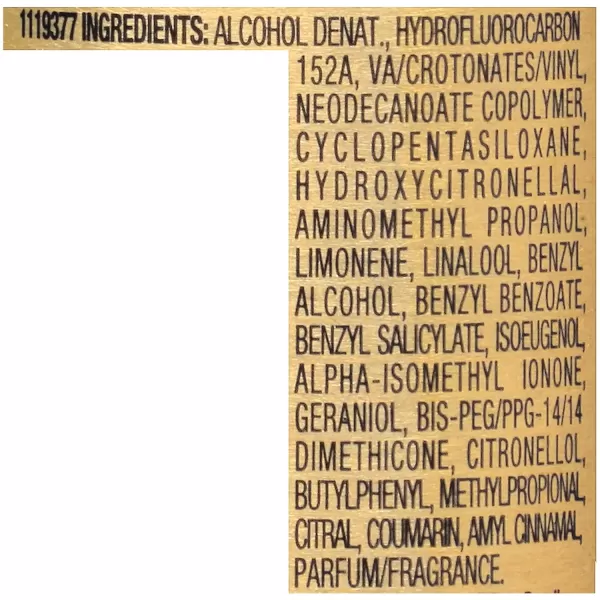 1119377 INGREDIENTS: ALCOHOL DENAT., HYDROFLUOROCARBON
152A, VA/CROTONATES/VINYL,
NEODECANOATE COPOLYMER,
CYCLOPENTASILOXANE,
HYDROXYCITRONELLAL,
AMINOMETHYL PROPANOL,
LIMONENE, LINALOOL, BENZYL
ALCOHOL, BENZYL BENZOATE,
BENZYL SALICYLATE, ISOEUGENOL,
ALPHA-ISOMETHYL IONONE,
GERANIOL, BIS-PEG/PPG-14/14
DIMETHICONE, CITRONELLOL,
BUTYLPHENYL, METHYLPROPIONAL,
CITRAL, COUMARIN, AMYL CINNAMAL,
PARFUM/FRAGRANCE.